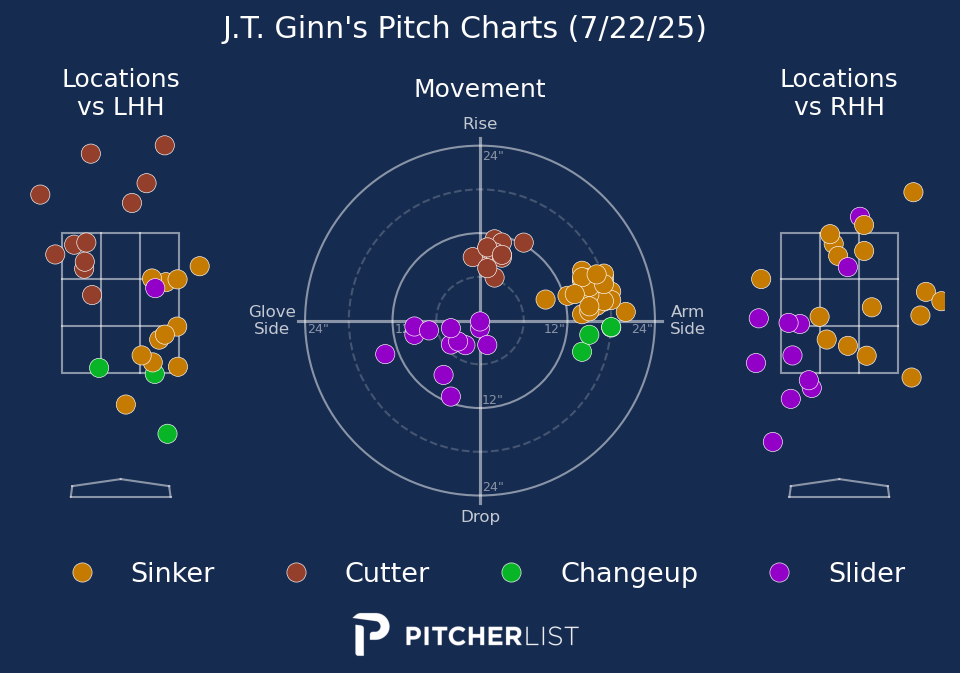 J.T. Ginn's Pitch Charts (7/22/25)
Locations
vs LHH
Movement
Locations
vs RHH
Rise
24"
Glove
Side
24"
12"
24"
Arm
Side
12"
24"
Drop
Sinker
Cutter
Changeup
Slider
PITCHERLIST